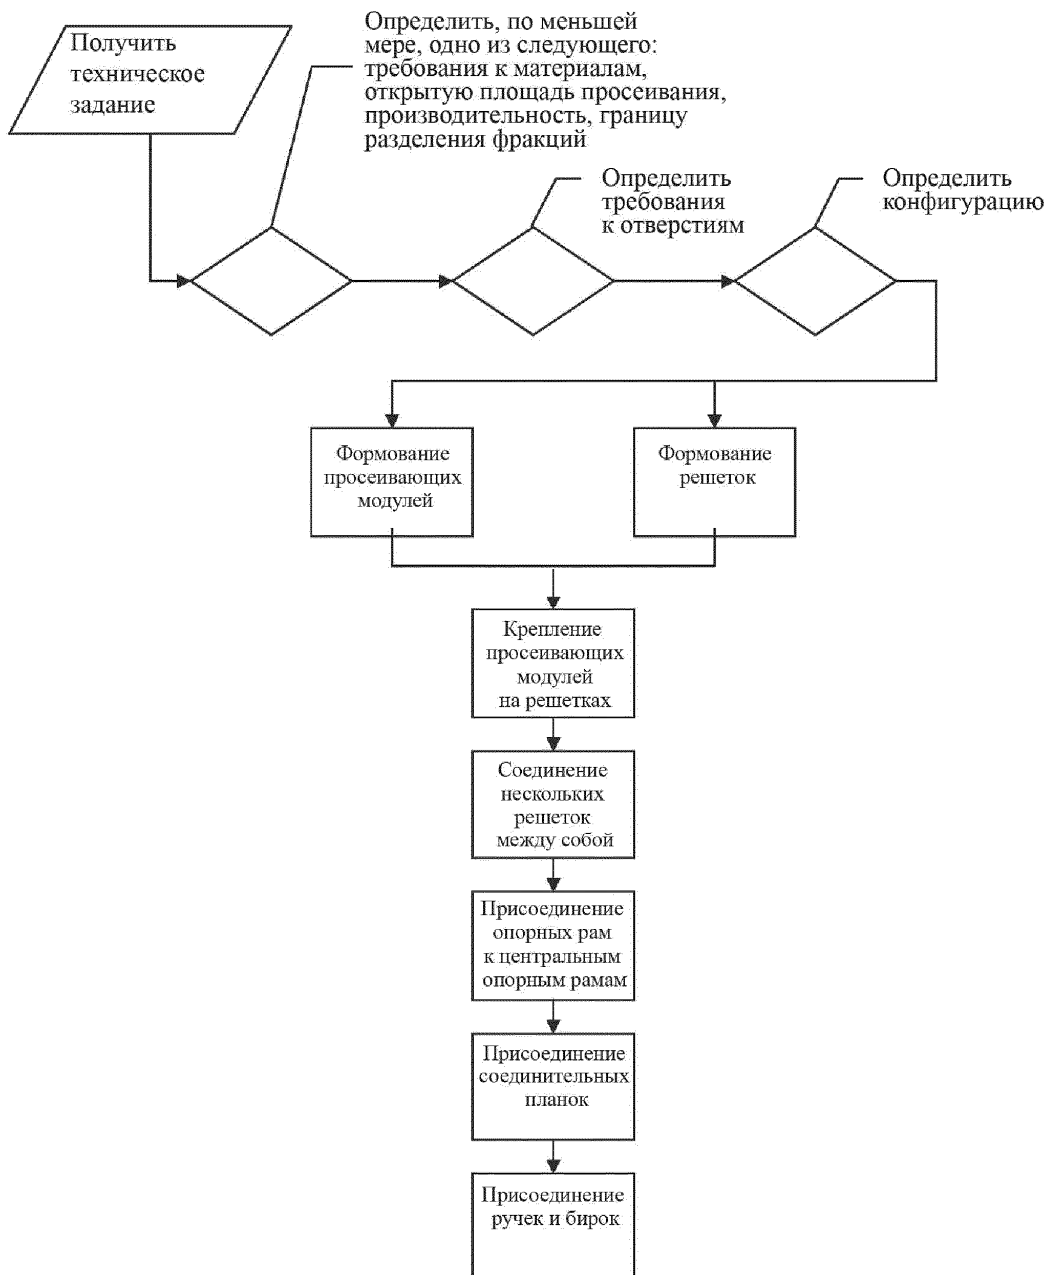 Получить
техническое
задание
Определить, по меньшей
мере, одно из следующего:
требования к материалам,
открытую площадь просеивания,
производительность, границу
разделения фракций
Определить
требования
к отверстиям
Определить
конфигурацию
Формование
просеивающих
модулей
Формование
решеток
Крепление
просеивающих
модулей
на решетках
Соединение
нескольких
решеток
между собой
Присоединение
опорных рам
к центральным
опорным рамам
Присоединение
соединительных
планок
Присоединение
ручек и бирок